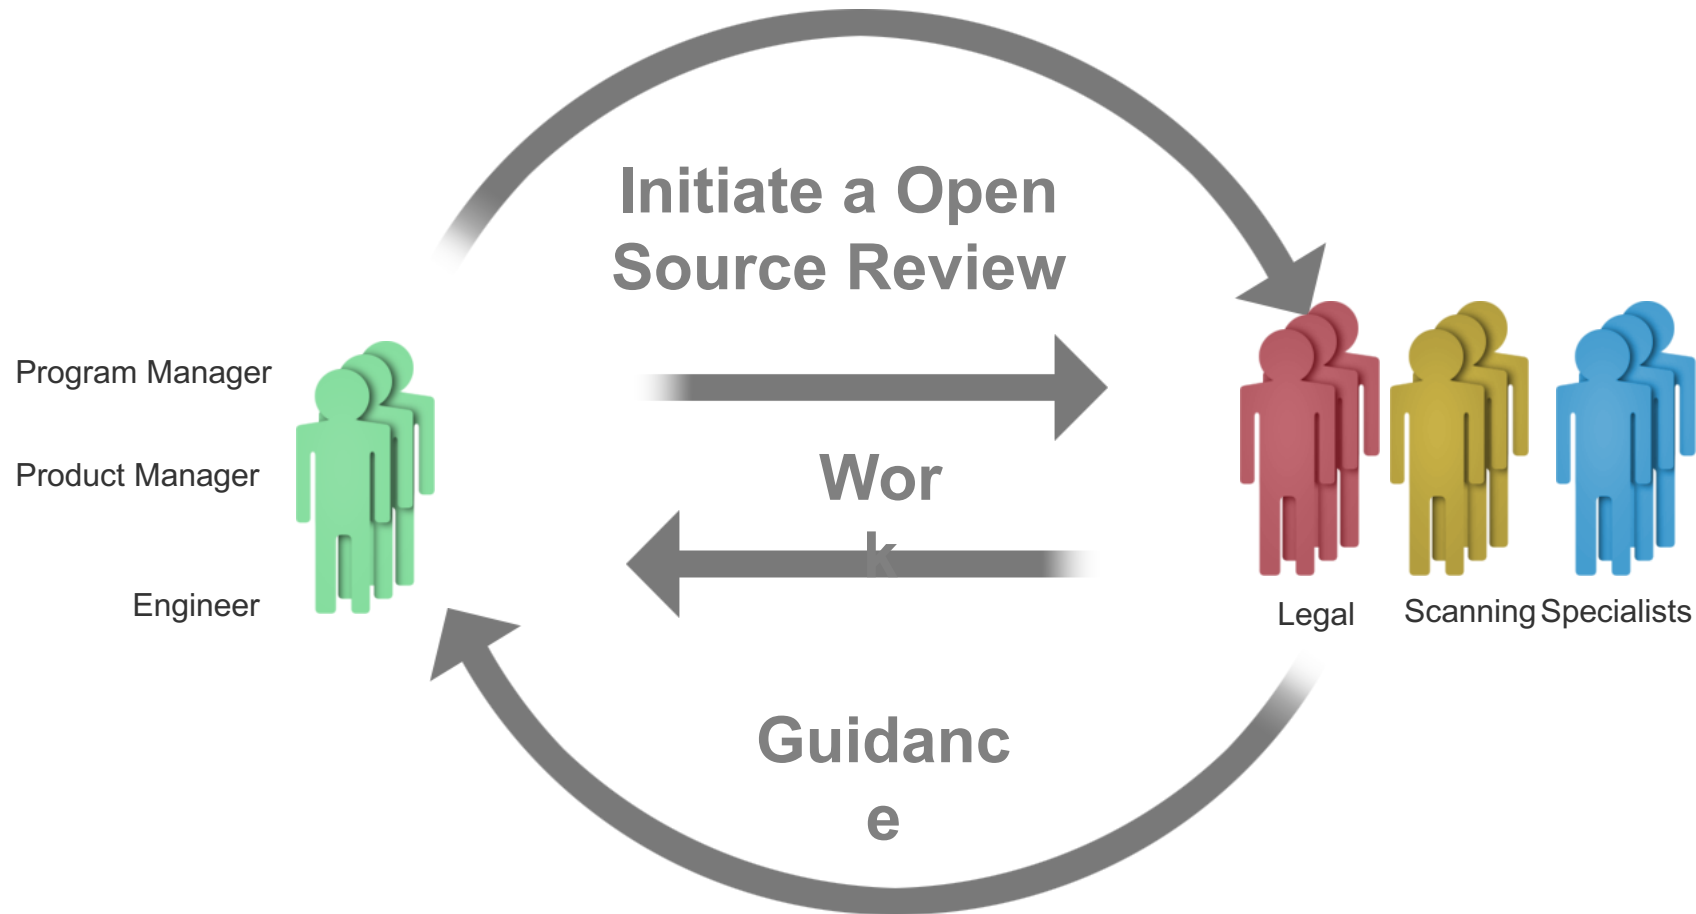 Initiate a Open
Source Review
Program Manager
Product Manager
Engineer
Wor
k
Legal
Scanning
Specialists
Guidanc
e